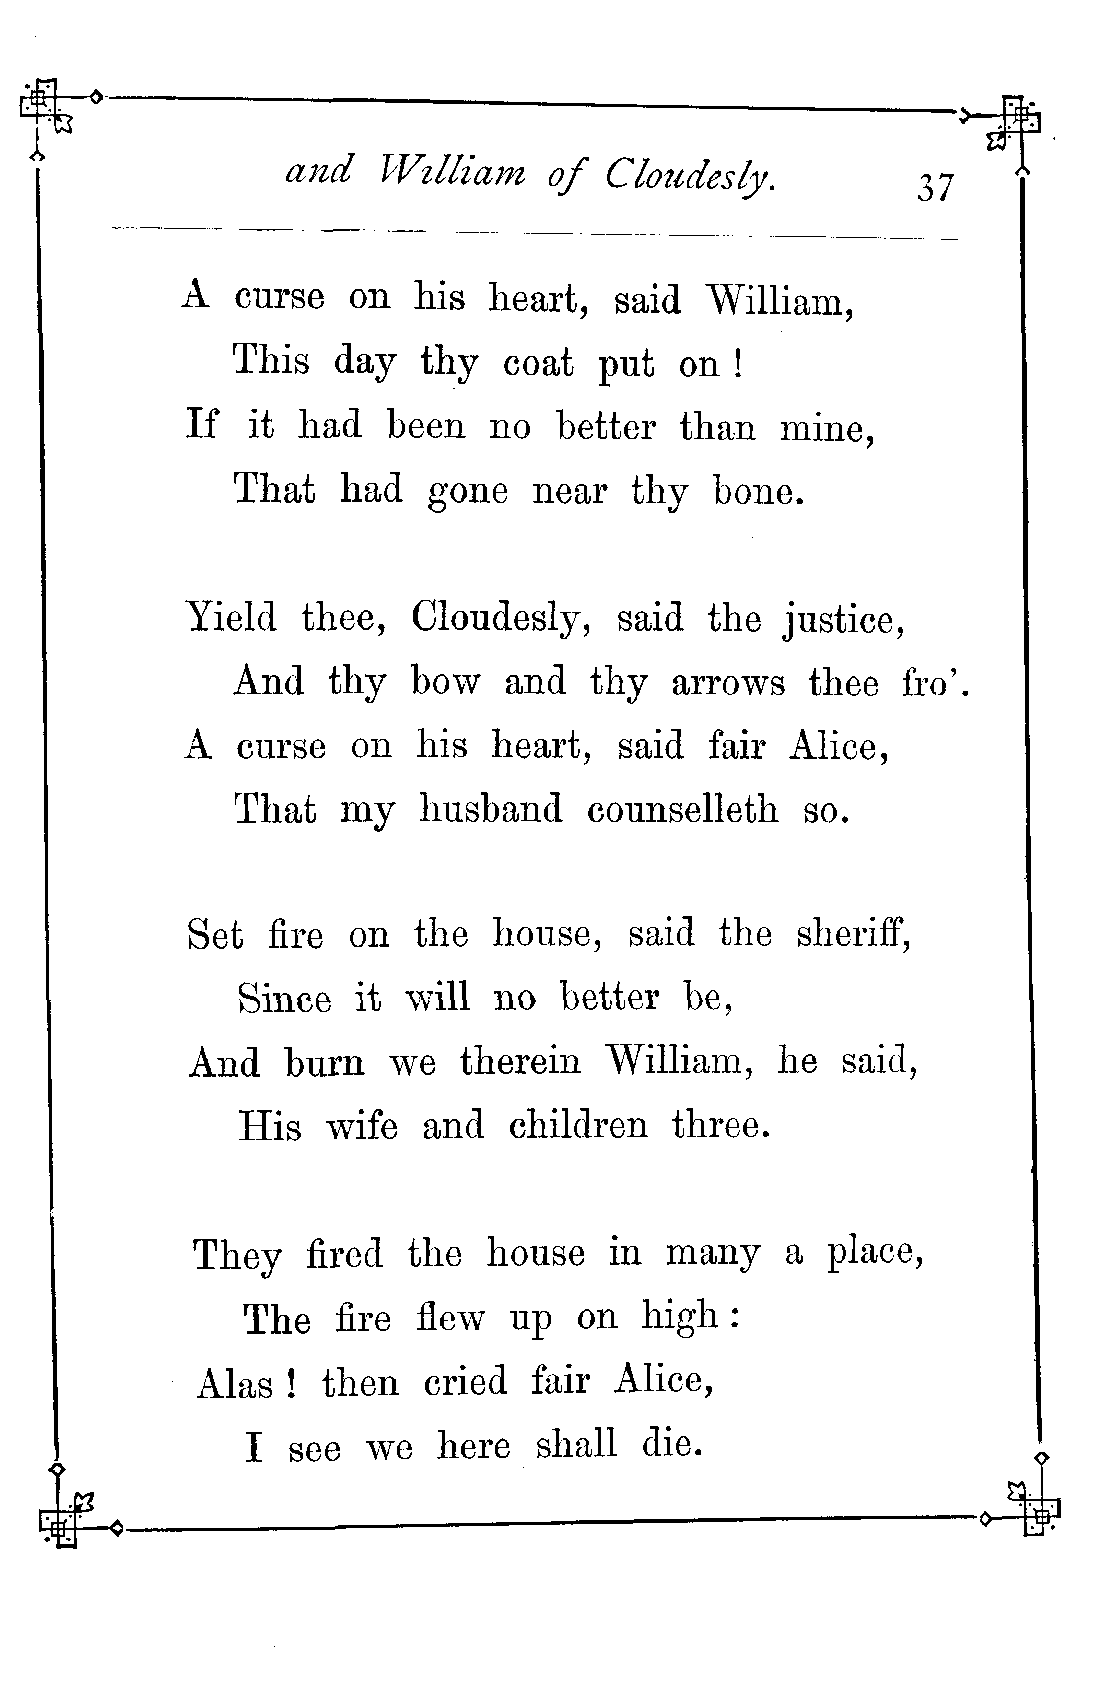 and William of Cloudesly. 37
A curse on his heart, said William,
This day thy coat put on !
If it had been no better than mine,
That had gone near thy bone.
Yield thee, Cloudesly, said the justice,
And thy bow and thy arrows thee fro’.
A curse on his heart, said fair Alice,
That my husband counselleth so.
Set fire on the house, said the sheriff,
Since it will no better be,
And burn we therein William, he said,
His wife and children three.
They fired the house in many a place,
The fire flew up on high :
Alas ! then cried fair Alice,
I see we here shall die.